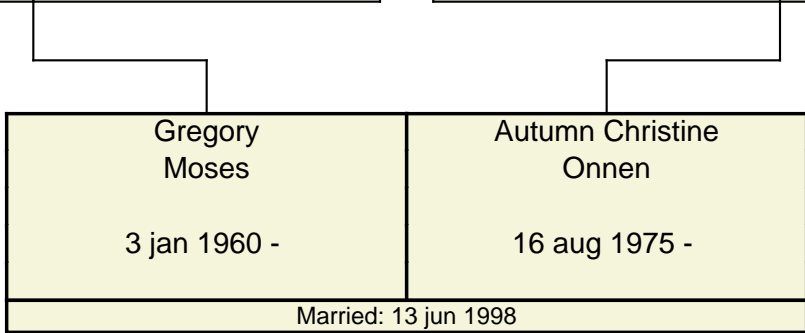 Gregory
Moses
3 jan 1960 -
Autumn Christine
Onnen
16 aug 1975 -
Married: 13 jun 1998